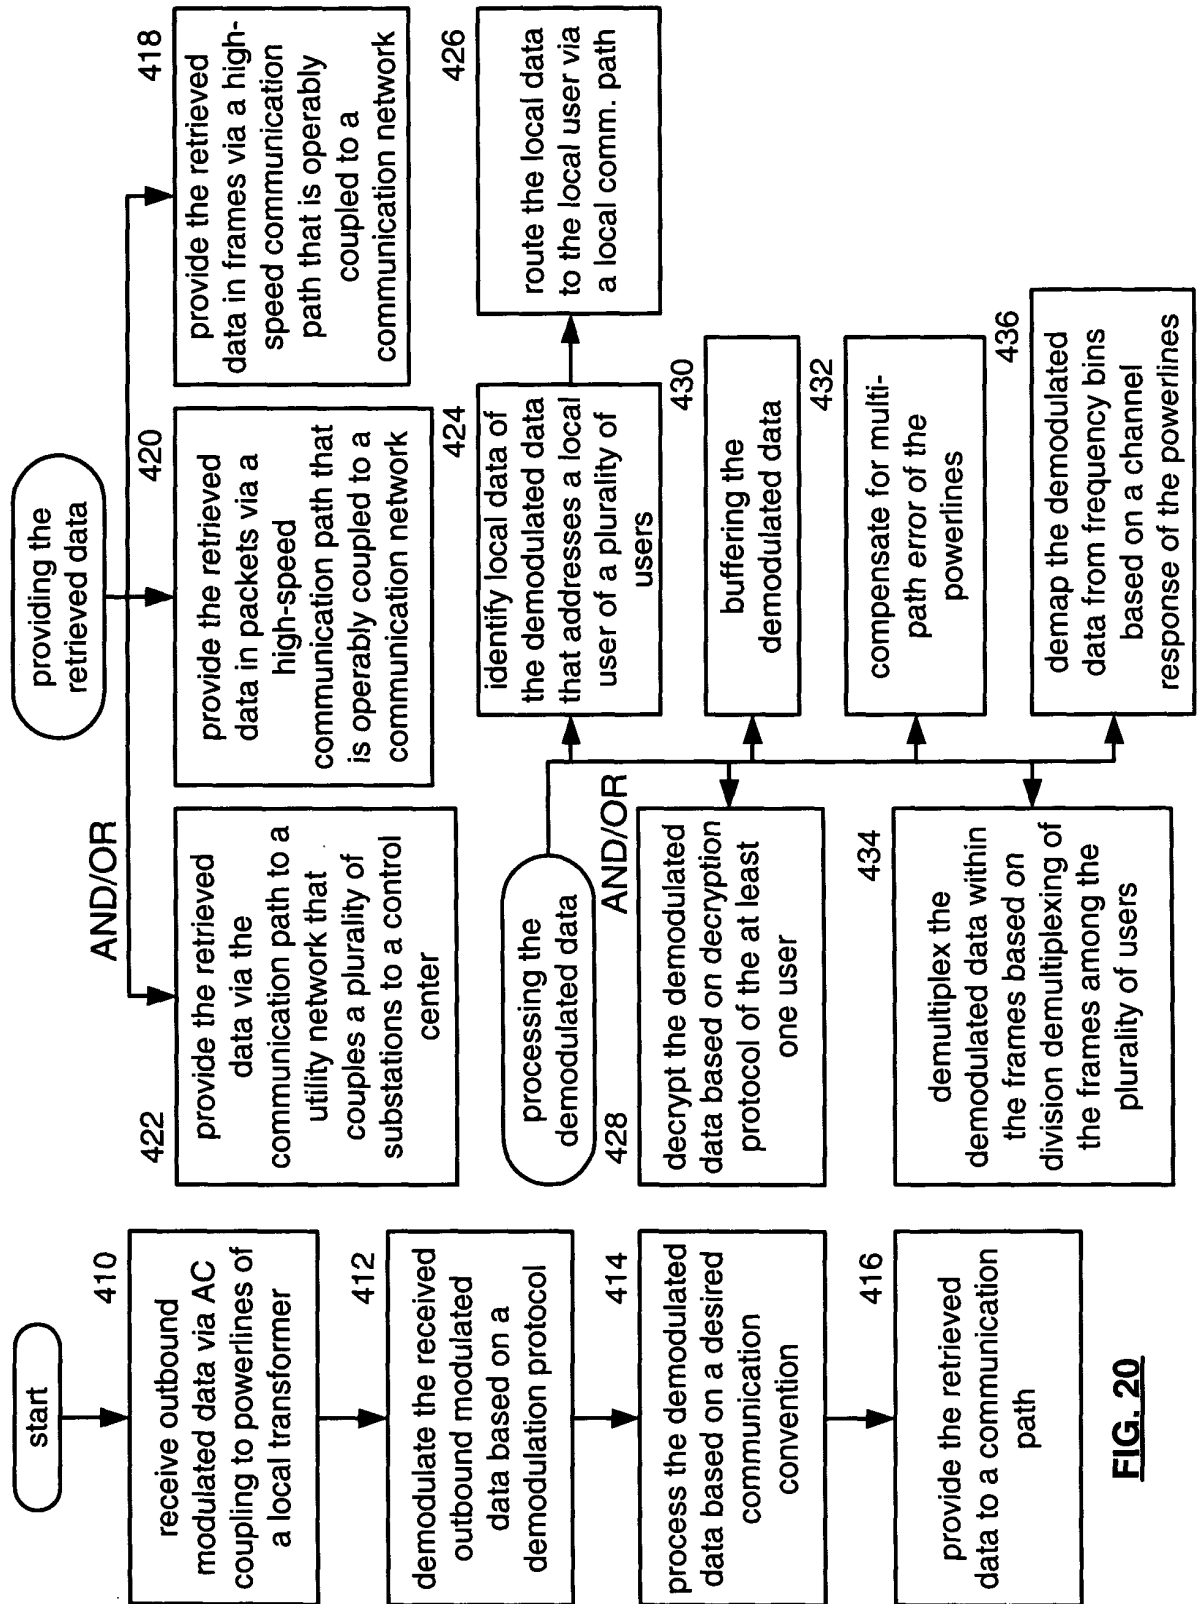 start
410
receive outbound
modulated data via AC
coupling to powerlines of
a local transformer
412
demodulate the received
outbound modulated
data based on a
demodulation protocol
414
process the demodulated
data based on a desired
communication
convention
416
provide the retrieved
data to a communication
path
providing the
retrieved data
AND/OR
422
provide the retrieved
data via the
communication path to a
utility network that
couples a plurality of
substations to a control
center
420
provide the retrieved
data in packets via a
high-speed
communication path that
is operably coupled to a
communication network
418
provide the retrieved
data in frames via a high-
speed communication
path that is operably
coupled to a
communication network
processing the
demodulated data
AND/OR
424
identify local data of
the demodulated data
that addresses a local
user of a plurality of
users
426
route the local data
to the local user via
a local comm. path
428
decrypt the demodulated
data based on decryption
protocol of the at least
one user
430
buffering the
demodulated data
432
compensate for multi-
path error of the
powerlines
434
demultiplex the
demodulated data within
the frames based on
division demultiplexing of
the frames among the
plurality of users
436
demap the demodulated
data from frequency bins
based on a channel
response of the powerlines
FIG. 20